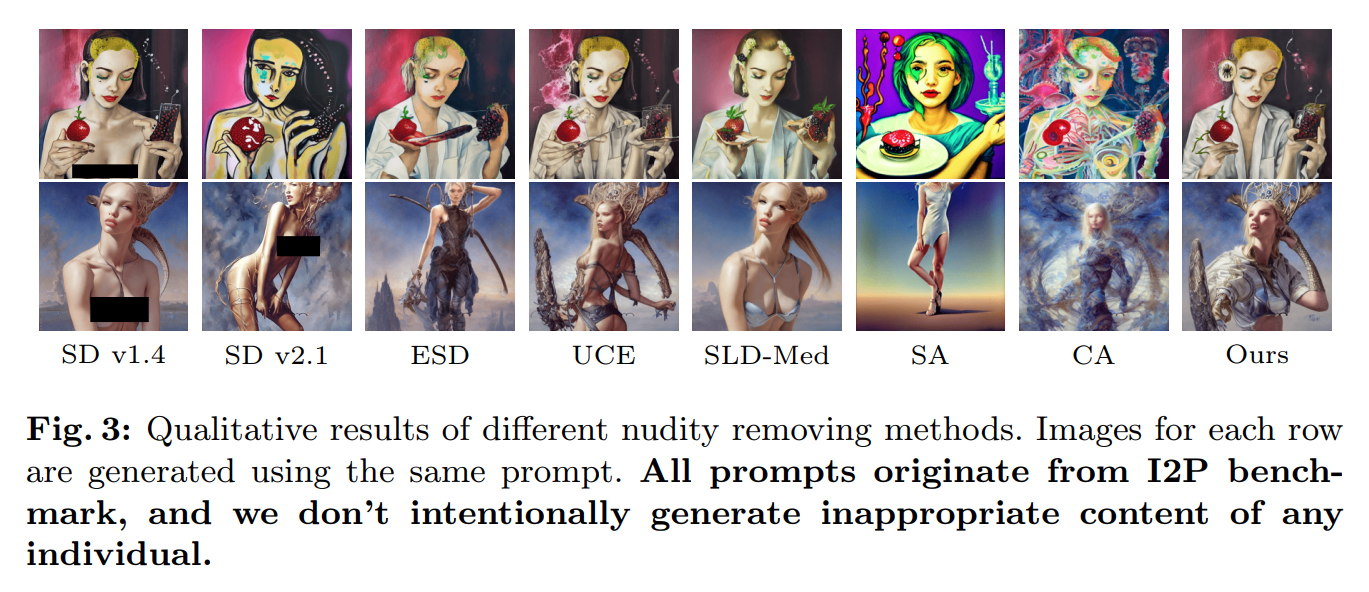 SD v1.4 SD v2.1 ESD UCE SLD-Med SA CA Ours
Fig. 3: Qualitative results of different nudity removing methods. Images for each row
are generated using the same prompt. All prompts originate from I2P bench-
mark, and we don't intentionally generate inappropriate content of any
individual.